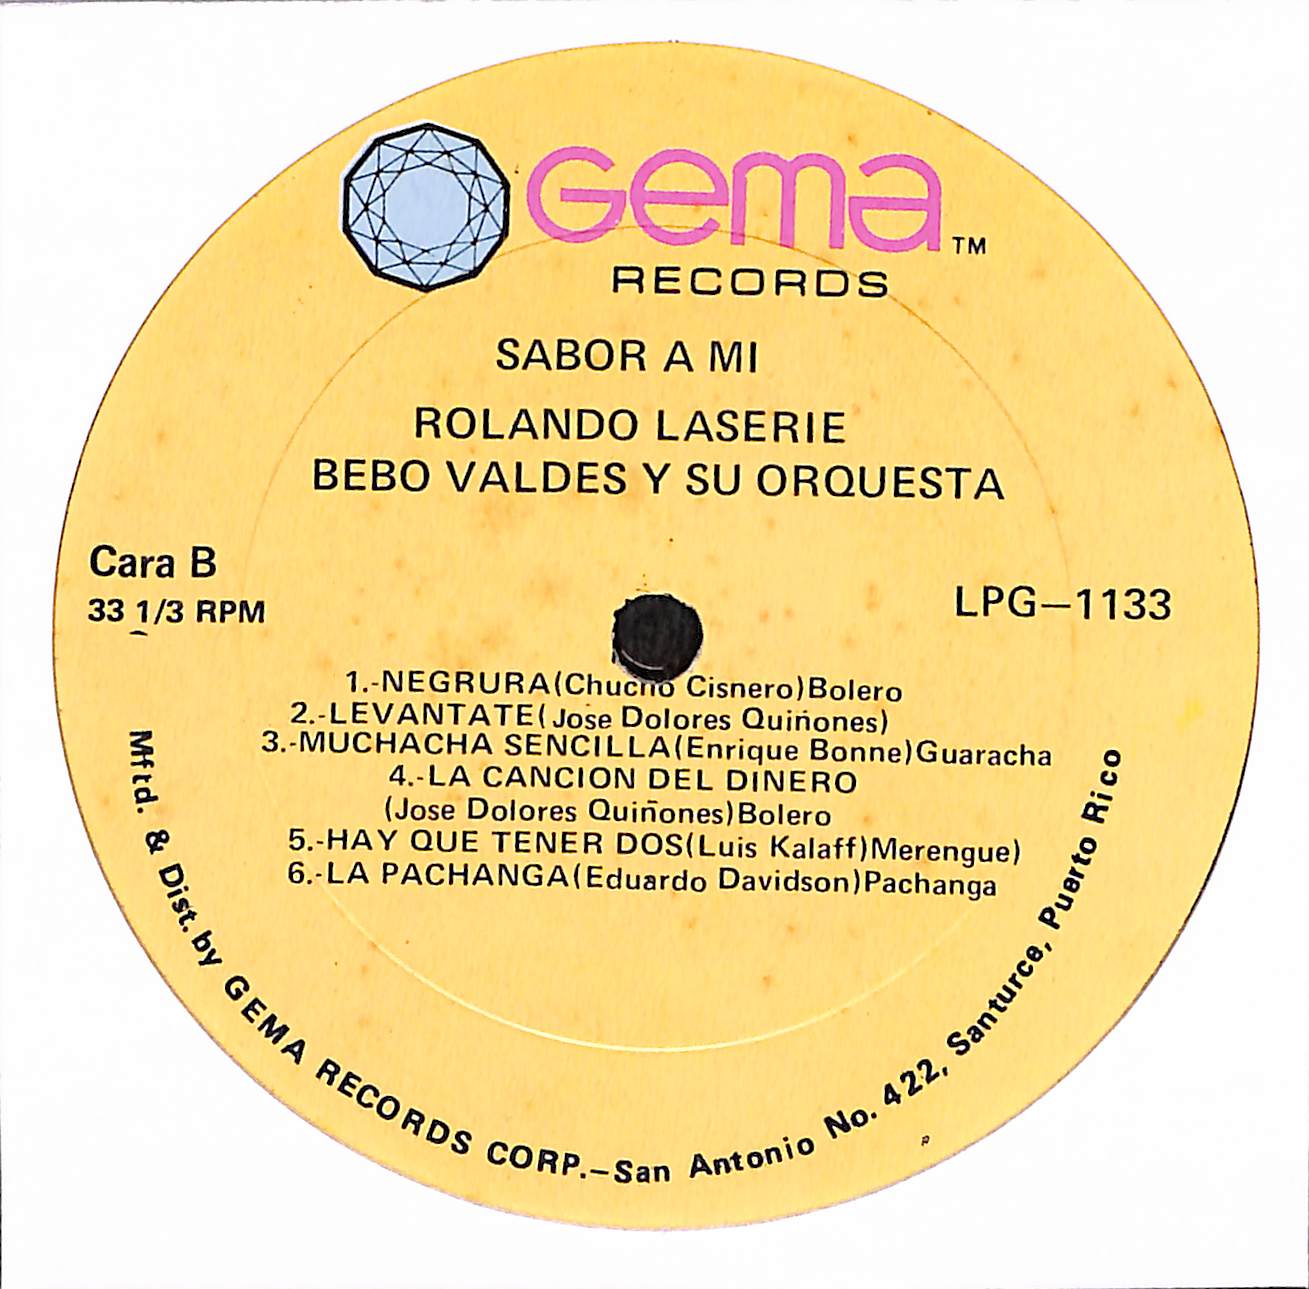 Gema TM
RECORDS
SABOR A MI
ROLANDO LASERIE
BEBO VALDES Y SU ORQUESTA
Cara B
33 1/3 RPM
LPG-1133
1.-NEGRURA(Chucho Cisnero)Bolero
2.-LEVANTATE(Jose Dolores Quiñones)
3.-MUCHACHA SENCILLA(Enrique Bonne)Guaracha
4.-LA CANCION DEL DINERO
(Jose Dolores Quiñones)Bolero
5.-HAY QUE TENER DOS(Luis Kalaff)Merengue)
6.-LA PACHANGA(Eduardo Davidson)Pachanga
Mftd. & Dist. by GEMA RECORDS CORP.-San Antonio No. 422, Santurce, Puerto Rico